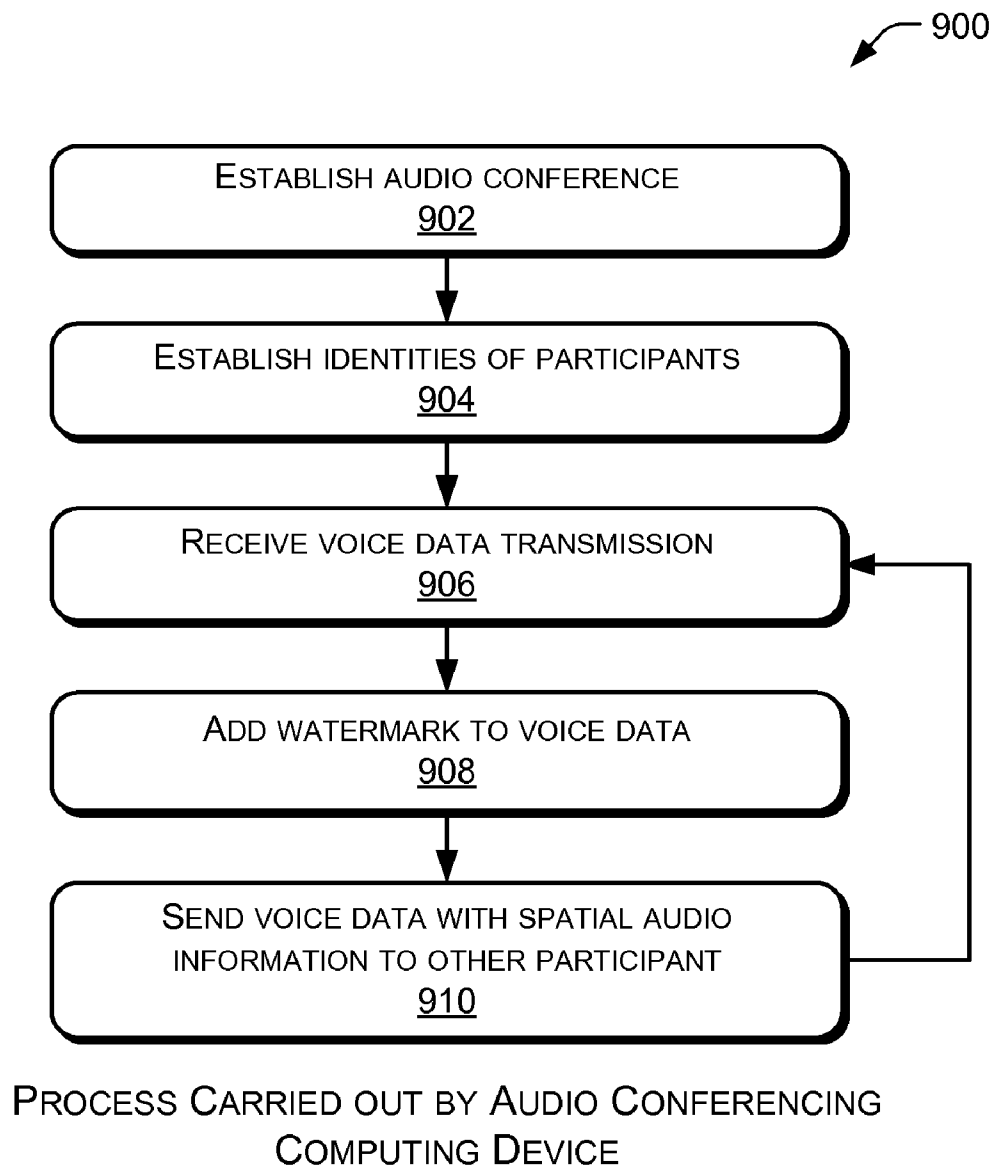 900
ESTABLISH AUDIO CONFERENCE
902
ESTABLISH IDENTITIES OF PARTICIPANTS
904
RECEIVE VOICE DATA TRANSMISSION
906
ADD WATERMARK TO VOICE DATA
908
SEND VOICE DATA WITH SPATIAL AUDIO
INFORMATION TO OTHER PARTICIPANT
910
PROCESS CARRIED OUT BY AUDIO CONFERENCING
COMPUTING DEVICE